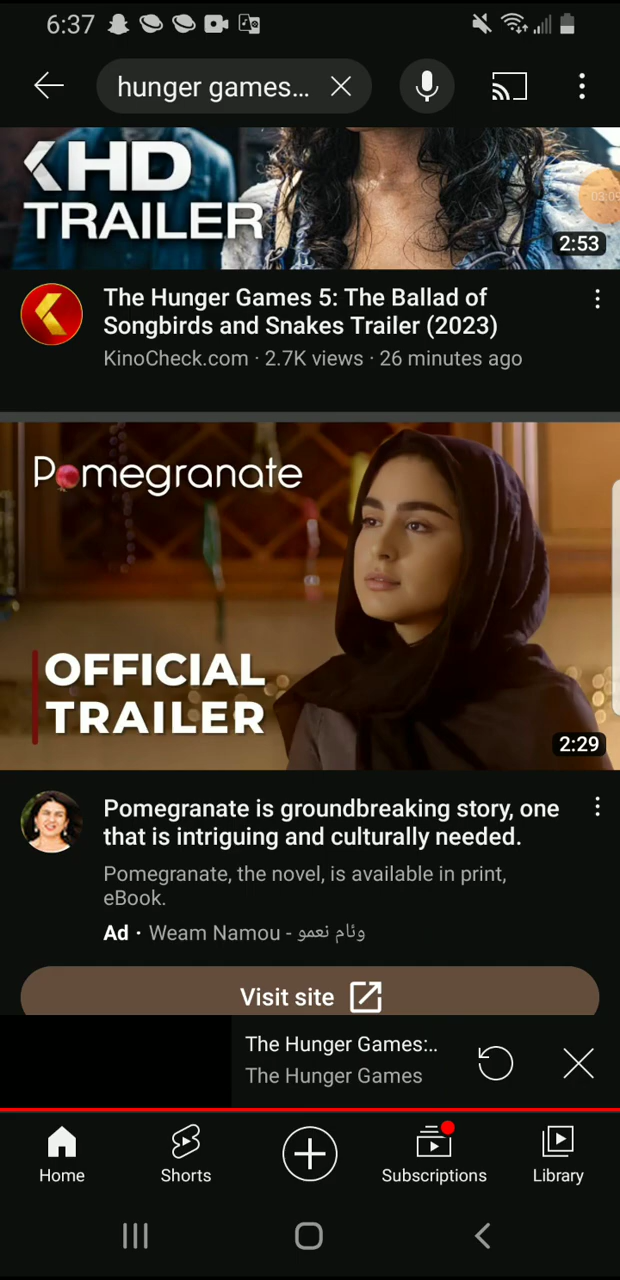 6:37
hunger games...
KHD
TRAILER
2:53
The Hunger Games 5: The Ballad of
Songbirds and Snakes Trailer (2023)
KinoCheck.com · 2.7K views · 26 minutes ago
Pomegranate
OFFICIAL
TRAILER
2:29
Pomegranate is groundbreaking story, one
that is intriguing and culturally needed.
Pomegranate, the novel, is available in print,
eBook.
Ad · Weam Namou - وئام نعمو
Visit site
The Hunger Games:..
The Hunger Games
Home
Shorts
Subscriptions
Library